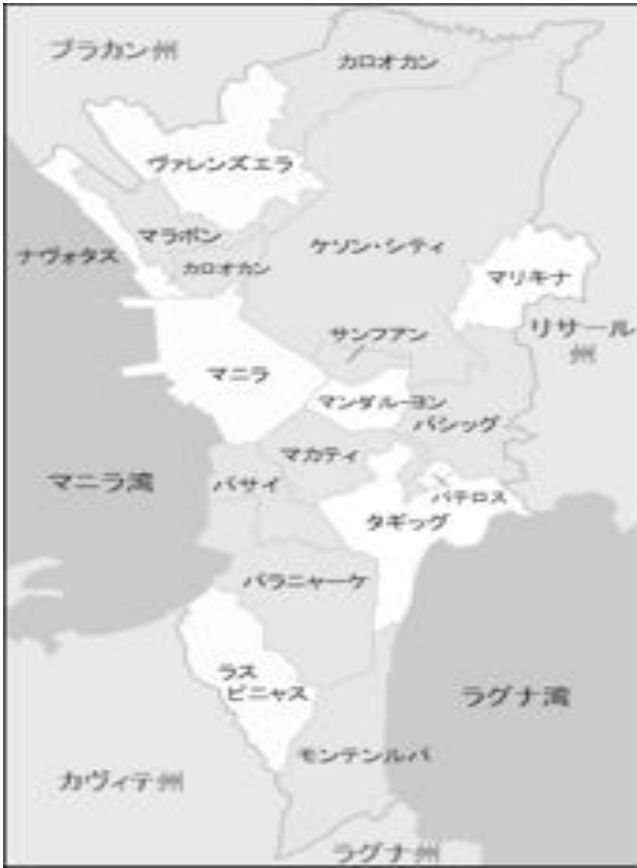 ブラカン州
カロオカン
ヴァレンズエラ
マラボン
ナヴォタス
カロオカン
ケソン・シティ
マリキナ
リサール
州
サンフアン
マニラ
マンダルーヨン
パシッグ
マカティ
マニラ湾
パサイ
パテロス
タギッグ
パラニャーケ
ラス
ピニャス
ラグナ湾
モンテンルパ
カヴィテ州
ラグナ州